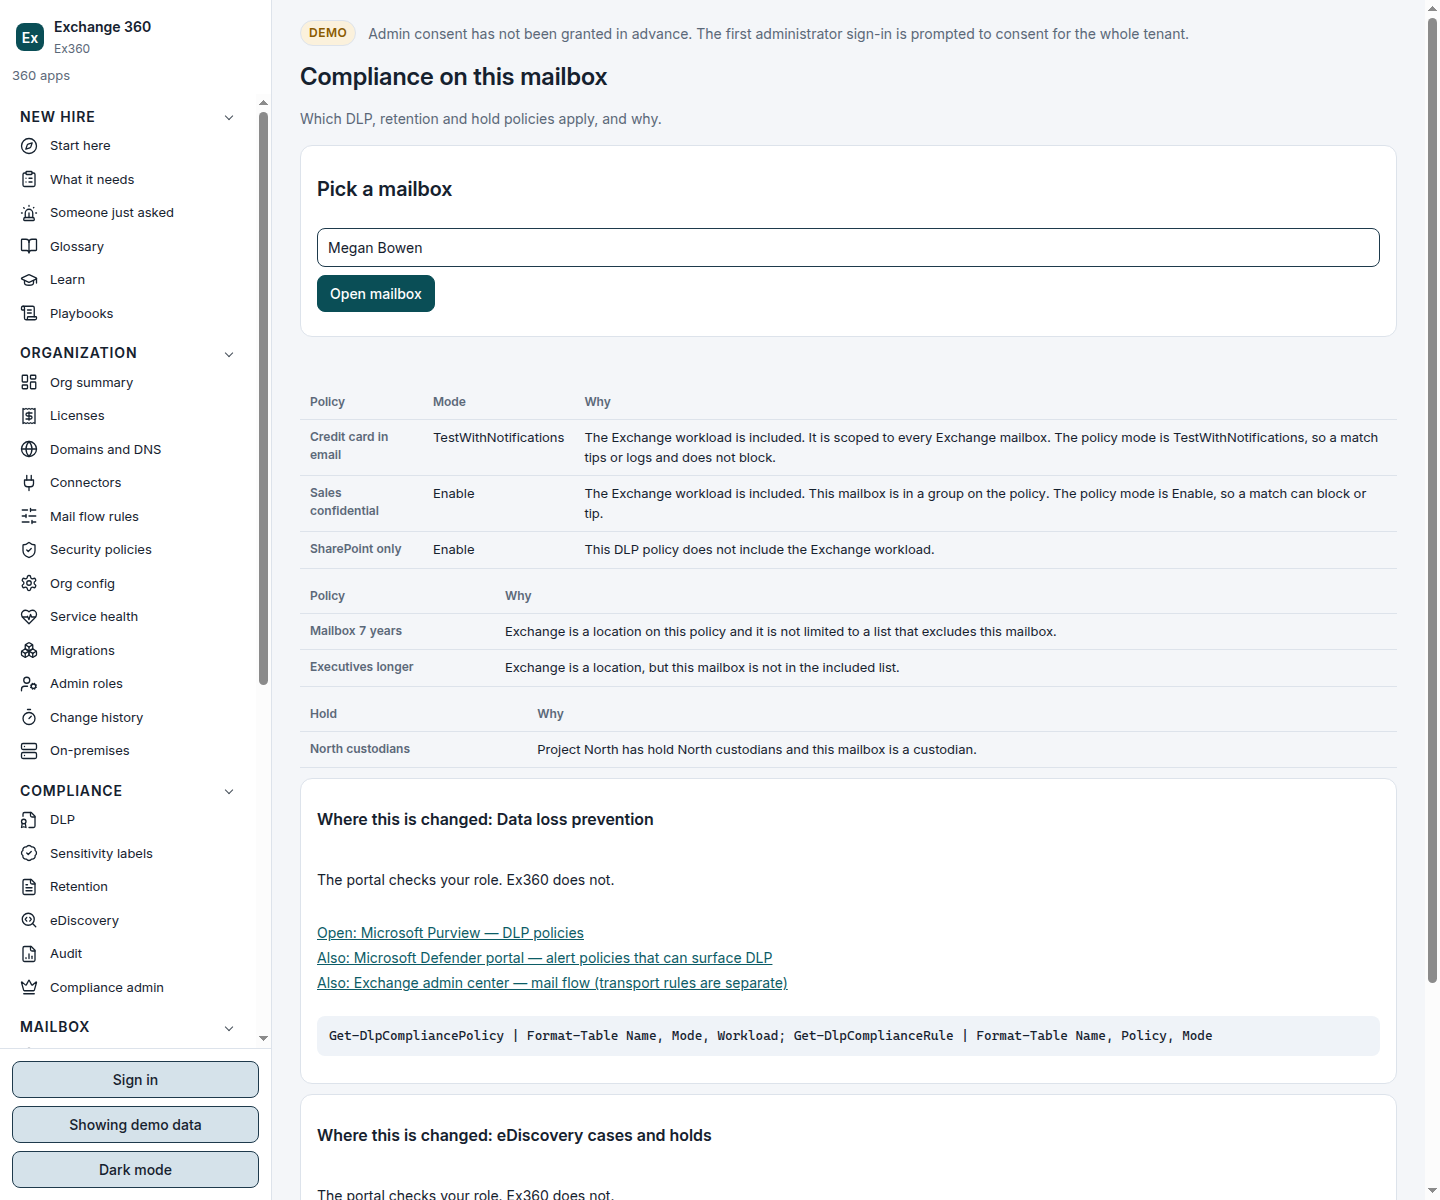 Ex
Exchange 360
Ex360
360 apps
NEW HIRE
Start here
What it needs
Someone just asked
Glossary
Learn
Playbooks
ORGANIZATION
Org summary
Licenses
Domains and DNS
Connectors
Mail flow rules
Security policies
Org config
Service health
Migrations
Admin roles
Change history
On-premises
COMPLIANCE
DLP
Sensitivity labels
Retention
eDiscovery
Audit
Compliance admin
MAILBOX
Sign in
Showing demo data
Dark mode
DEMO Admin consent has not been granted in advance. The first administrator sign-in is prompted to consent for the whole tenant.
Compliance on this mailbox
Which DLP, retention and hold policies apply, and why.
Pick a mailbox
Megan Bowen
Open mailbox
Policy Mode Why
Credit card in email TestWithNotifications The Exchange workload is included. It is scoped to every Exchange mailbox. The policy mode is TestWithNotifications, so a match
tips or logs and does not block.
Sales confidential Enable The Exchange workload is included. This mailbox is in a group on the policy. The policy mode is Enable, so a match can block or
tip.
SharePoint only Enable This DLP policy does not include the Exchange workload.
Policy Why
Mailbox 7 years Exchange is a location on this policy and it is not limited to a list that excludes this mailbox.
Executives longer Exchange is a location, but this mailbox is not in the included list.
Hold Why
North custodians Project North has hold North custodians and this mailbox is a custodian.
Where this is changed: Data loss prevention
The portal checks your role. Ex360 does not.
Open: Microsoft Purview — DLP policies
Also: Microsoft Defender portal — alert policies that can surface DLP
Also: Exchange admin center — mail flow (transport rules are separate)
Get-DlpCompliancePolicy | Format-Table Name, Mode, Workload; Get-DlpComplianceRule | Format-Table Name, Policy, Mode
Where this is changed: eDiscovery cases and holds
The portal checks your role. Ex360 does not.